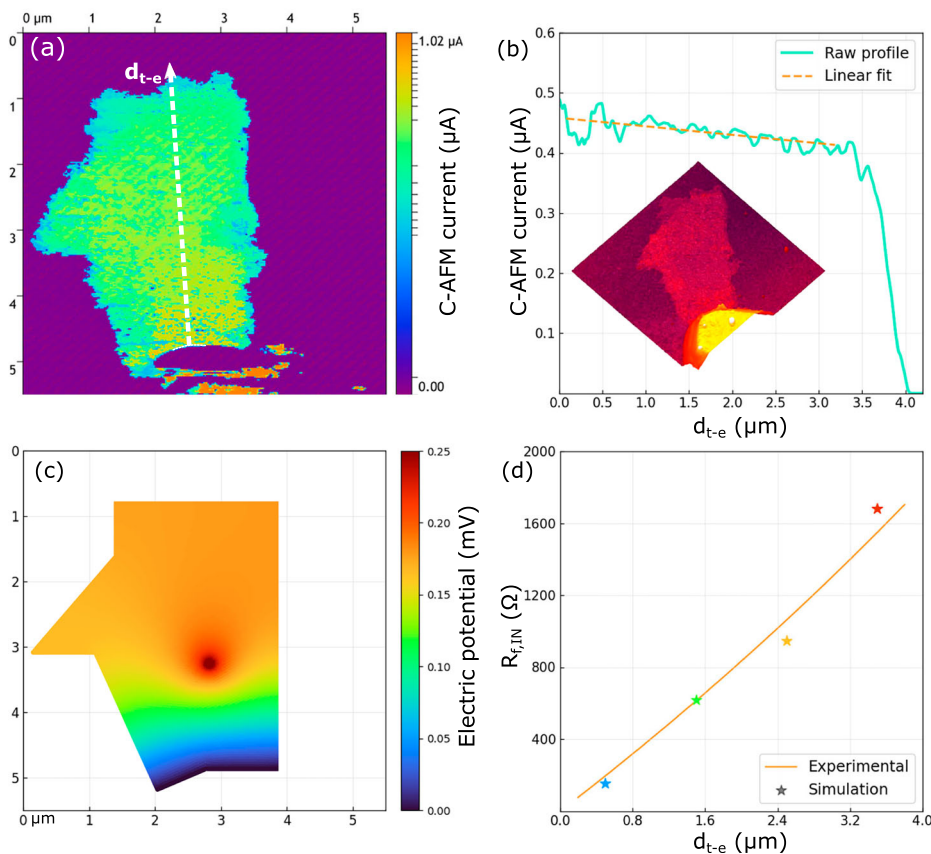 0 µm 1 2 3 4 5
(a)
d_t-e
0
1
2
3
4
5
1.02 µA
0.00
C-AFM current (µA)
(b)
Raw profile
Linear fit
0.6
0.5
0.4
0.3
0.2
0.1
C-AFM current (µA)
0.0 0.5 1.0 1.5 2.0 2.5 3.0 3.5 4.0
d_t-e (µm)
(c)
0
1
2
3
4
5
0 µm 1 2 3 4 5
0.25
0.20
0.15
0.10
0.05
0.00
Electric potential (mV)
(d)
2000
1600
1200
800
400
R_f,IN (Ω)
Experimental
Simulation
0.8 1.6 2.4 3.2 4.0
d_t-e (µm)